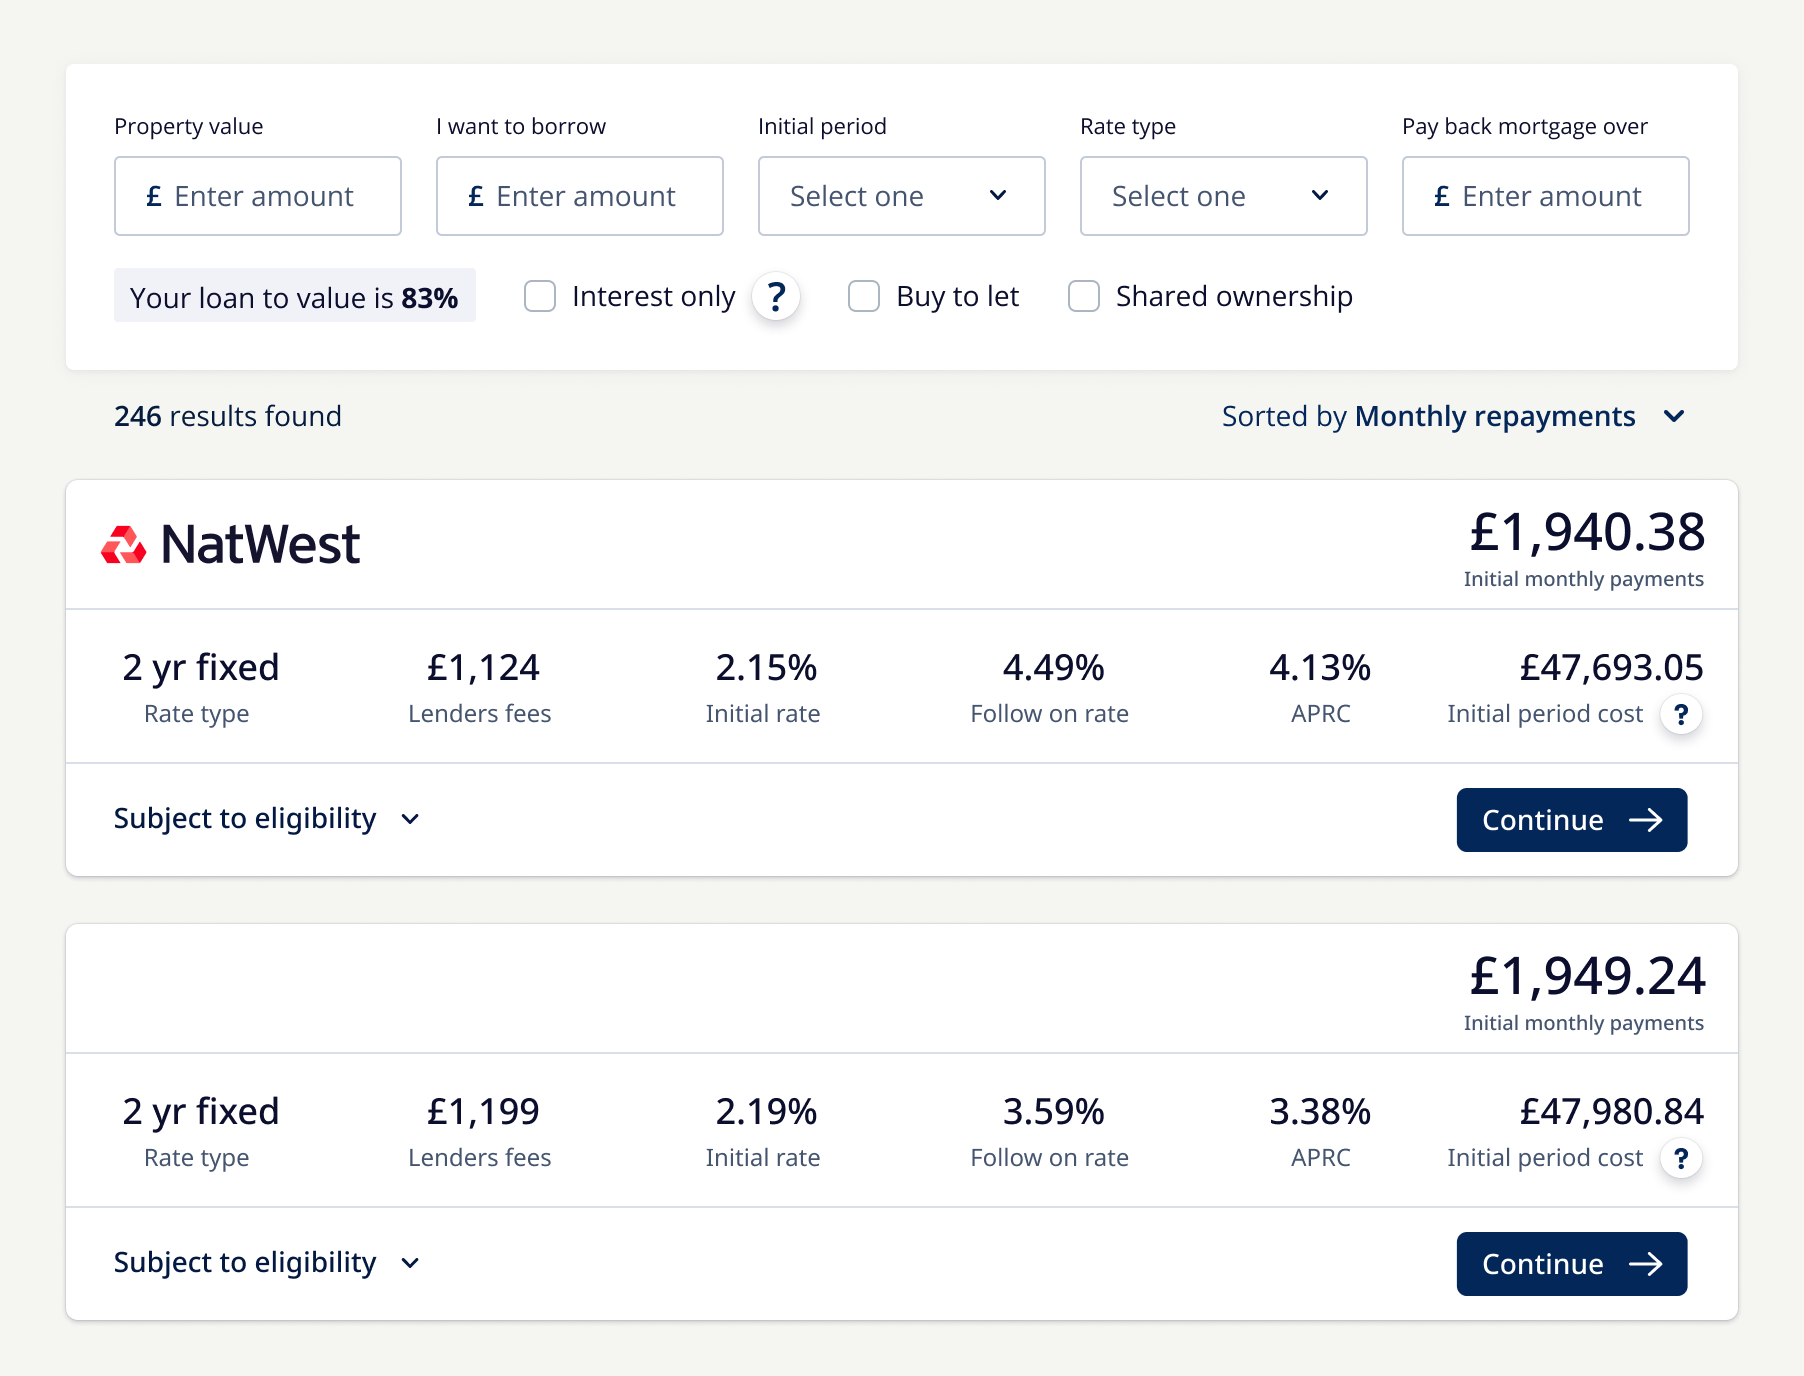 Property value I want to borrow Initial period Rate type Pay back mortgage over
£ Enter amount £ Enter amount Select one Select one £ Enter amount
Your loan to value is 83% Interest only ? Buy to let Shared ownership
246 results found Sorted by Monthly repayments
NatWest £1,940.38
Initial monthly payments
2 yr fixed £1,124 2.15% 4.49% 4.13% £47,693.05
Rate type Lenders fees Initial rate Follow on rate APRC Initial period cost ?
Subject to eligibility Continue →
£1,949.24
Initial monthly payments
2 yr fixed £1,199 2.19% 3.59% 3.38% £47,980.84
Rate type Lenders fees Initial rate Follow on rate APRC Initial period cost ?
Subject to eligibility Continue →